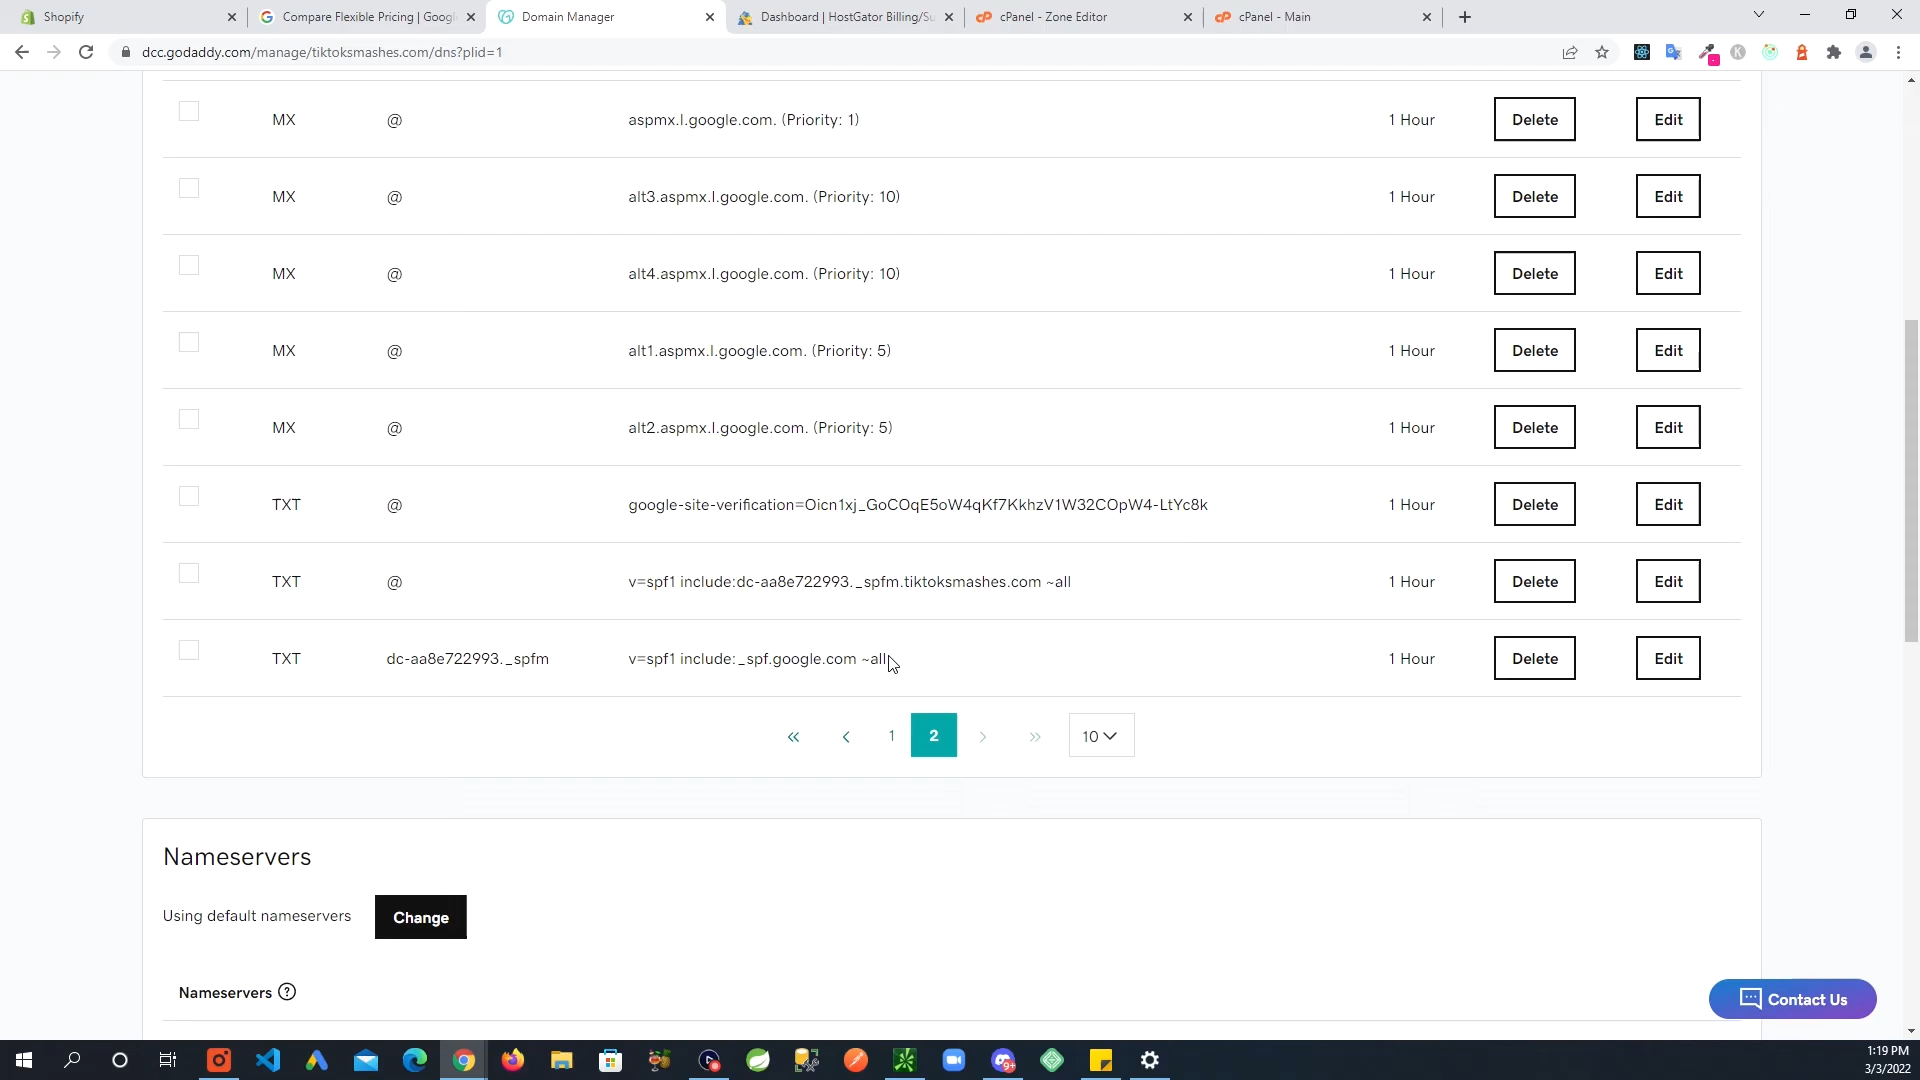 Shopify
Compare Flexible Pricing | Googl
Domain Manager
Dashboard | HostGator Billing/Su
cPanel - Zone Editor
cPanel - Main
dcc.godaddy.com/manage/tiktoksmashes.com/dns?plid=1
MX @ aspmx.l.google.com. (Priority: 1) 1 Hour Delete Edit
MX @ alt3.aspmx.l.google.com. (Priority: 10) 1 Hour Delete Edit
MX @ alt4.aspmx.l.google.com. (Priority: 10) 1 Hour Delete Edit
MX @ alt1.aspmx.l.google.com. (Priority: 5) 1 Hour Delete Edit
MX @ alt2.aspmx.l.google.com. (Priority: 5) 1 Hour Delete Edit
TXT @ google-site-verification=Oicn1xj_GoCOqE5oW4qKf7KkhzV1W32COpW4-LtYc8k 1 Hour Delete Edit
TXT @ v=spf1 include:dc-aa8e722993._spfm.tiktoksmashes.com ~all 1 Hour Delete Edit
TXT dc-aa8e722993._spfm v=spf1 include:_spf.google.com ~all 1 Hour Delete Edit
« ‹ 1 2 › » 10
Nameservers
Using default nameservers Change
Nameservers ?
Contact Us
1:19 PM
3/3/2022